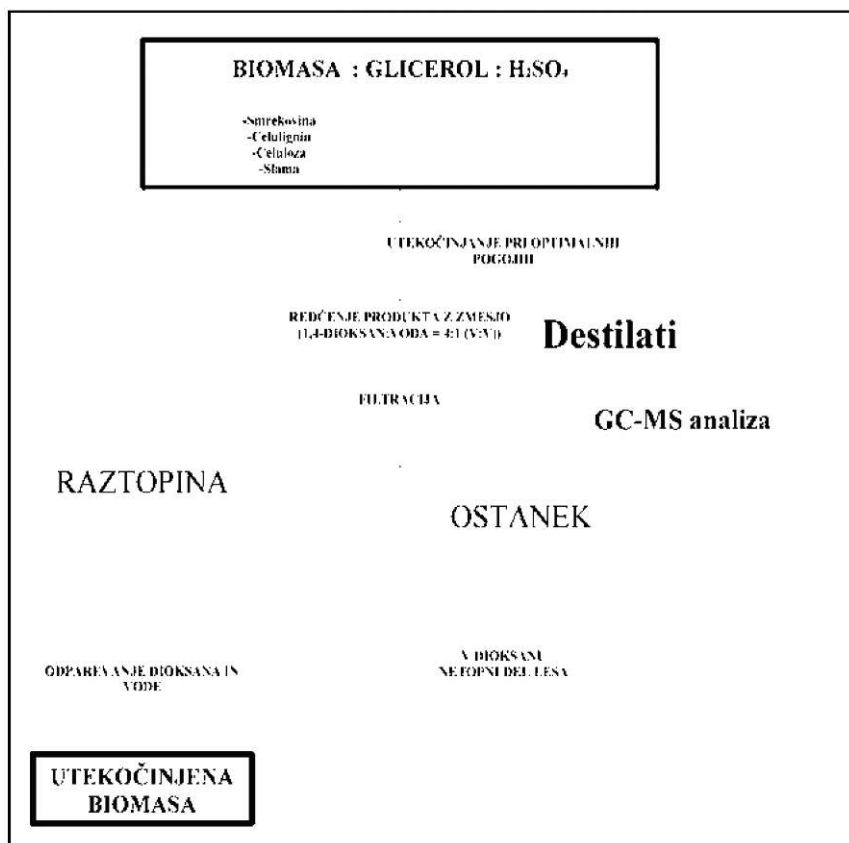 BIOMASA : GLICEROL : H₂SO₄
-Smrekovina
-Celulignin
-Celuloza
-Slama
UTEKOČINJANJE PRI OPTIMALNIH
POGOJIH
REDČENJE PRODUKTA Z ZMESJO
(1,4-DIOKSAN:VODA = 4:1 (V:V))
Destilati
FILTRACIJA
GC-MS analiza
RAZTOPINA
OSTANEK
V DIOKSANU
NETOPNI DEL LESA
ODPAREVANJE DIOKSANA IN
VODE
UTEKOČINJENA
BIOMASA